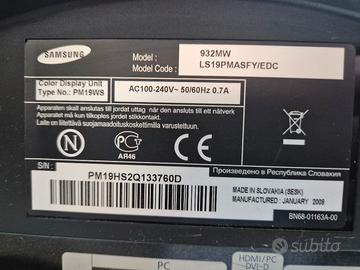 SAMSUNG
Model : 932MW
Model Code : LS19PMASFY/EDC
Color Display Unit
Type No.: PM19WS
AC100-240V~ 50/60Hz 0.7A
Apparaten skall anslutas till jordat uttag
då den ansluts till ett nätverk
Apparatet må kun tilkoples jordet stikkontakt.
Laite on liitettävä suojamaadoituskoskettimilla varustettuun.
N
PCT
AR46
S/N :
Произведено в Республика Словакия
PM19HS2Q133760D
MADE IN SLOVAKIA (SESK)
MANUFACTURED : JANUARY 2008
BN68-01163A-00
subito
HDMI/PC
DVI-D